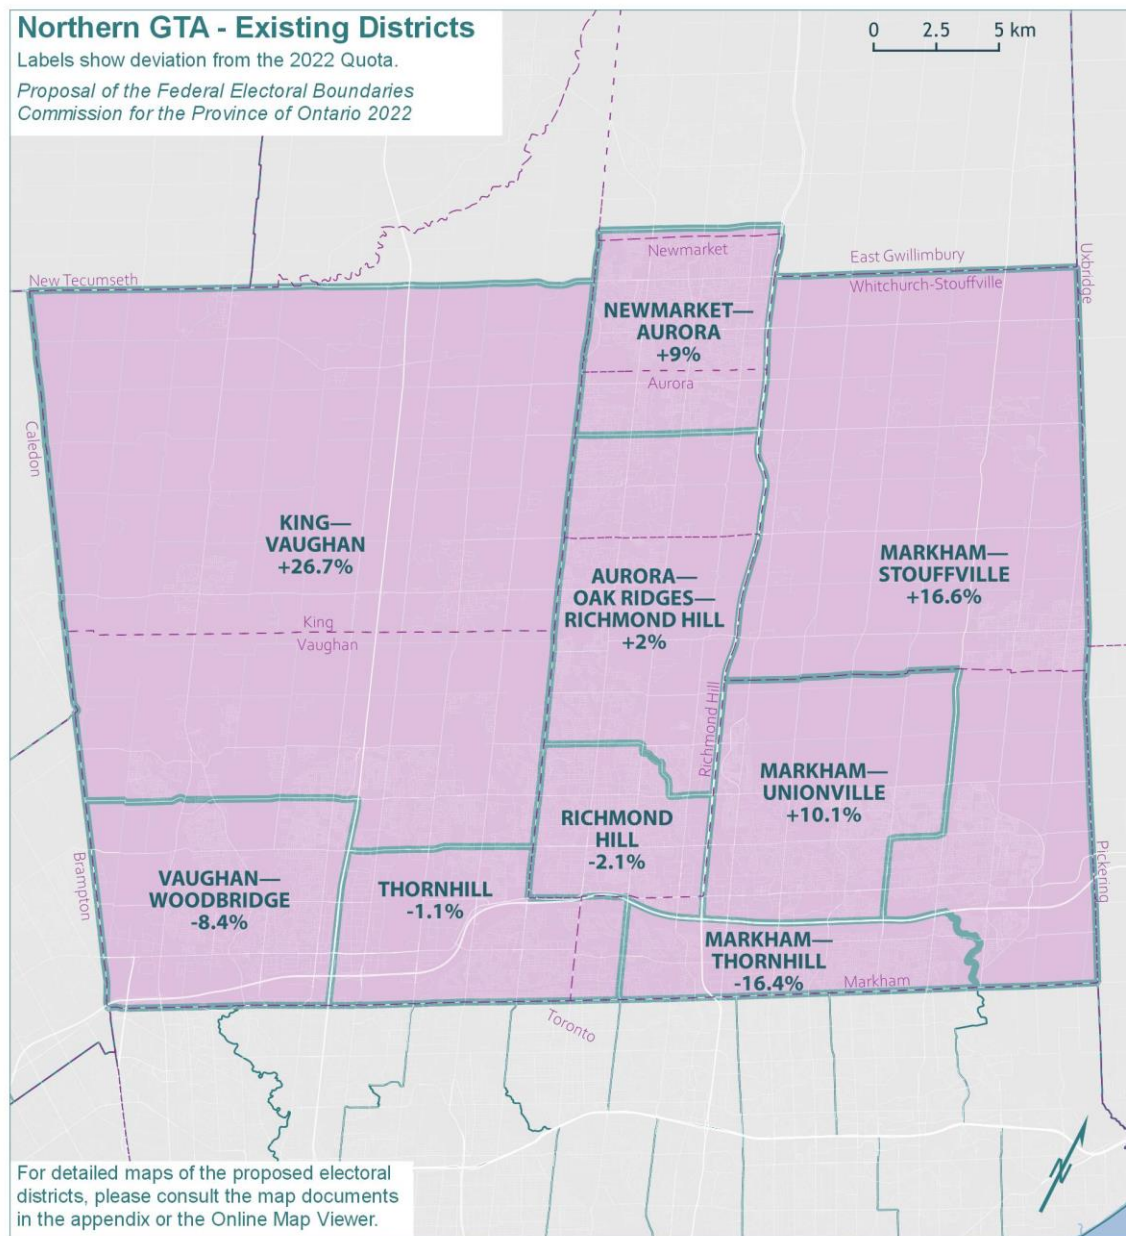 Northern GTA - Existing Districts
Labels show deviation from the 2022 Quota.
Proposal of the Federal Electoral Boundaries
Commission for the Province of Ontario 2022
0 2.5 5 km
Newmarket
East Gwillimbury
Uxbridge
New Tecumseth
Whitchurch-Stouffville
NEWMARKET—
AURORA
+9%
Aurora
Caledon
KING—
VAUGHAN
+26.7%
MARKHAM—
STOUFFVILLE
+16.6%
AURORA—
OAK RIDGES—
RICHMOND HILL
+2%
King
Vaughan
Richmond Hill
MARKHAM—
UNIONVILLE
+10.1%
RICHMOND
HILL
-2.1%
Brampton
VAUGHAN—
WOODBRIDGE
-8.4%
THORNHILL
-1.1%
Pickering
MARKHAM—
THORNHILL
-16.4%
Markham
Toronto
N
For detailed maps of the proposed electoral
districts, please consult the map documents
in the appendix or the Online Map Viewer.